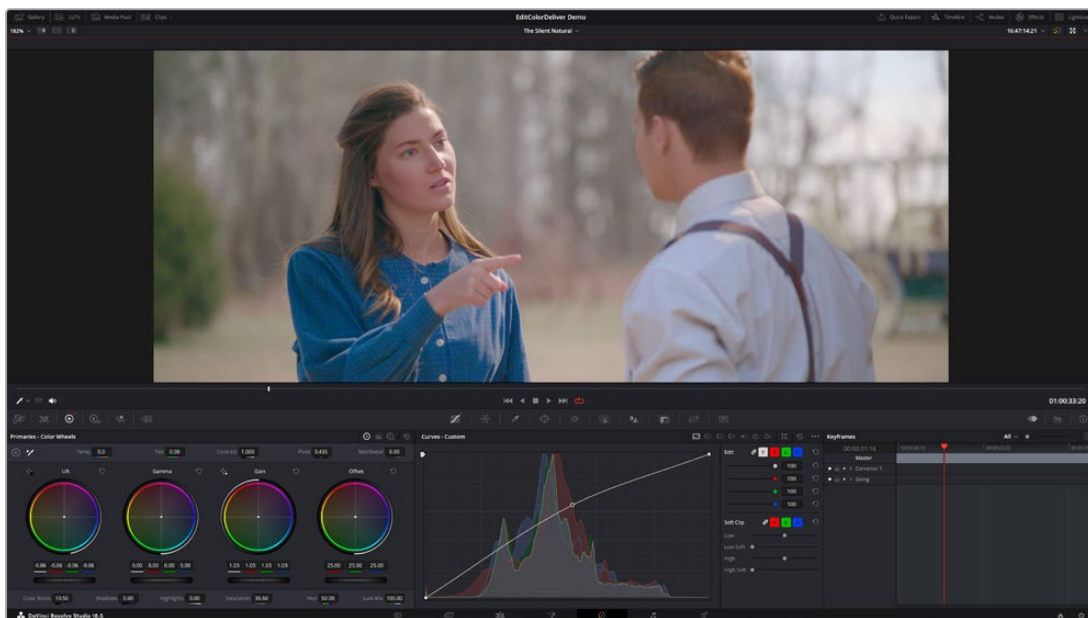 Gallery LUTs Media Pool Clips EditColorDeliver Demo Quick Export Timeline Nodes Effects Lightbox
182% The Silent Natural 16:47:14:21
01:00:33:20
Primaries - Color Wheels Curves - Custom Keyframes All
Temp 0.0 Tint 0.00 Contrast 1.000 Pivot 0.435 Mid/Detail 0.00 Edit 00:00:01:16
Lift Gamma Gain Offset 100 Master
100 Corrector 1
100 Sizing
100
Soft Clip
Low
Low Soft
High
-0.06 -0.06 -0.06 -0.06 0.00 0.00 0.00 0.00 1.03 1.03 1.03 1.03 25.00 25.00 25.00 High Soft
Color Boost 10.50 Shadows 0.00 Highlights 0.00 Saturation 36.60 Hue 50.00 Lum Mix 100.00
DaVinci Resolve Studio 18.5